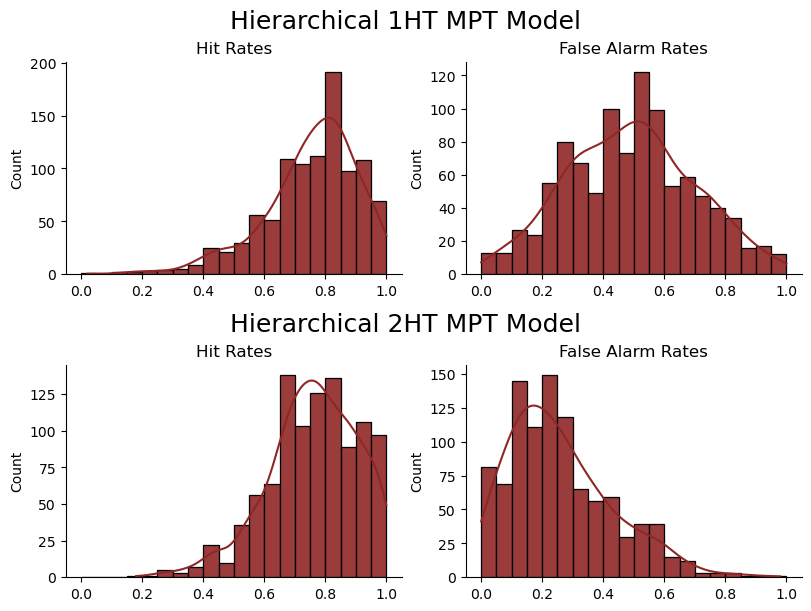 Hierarchical 1HT MPT Model
Hit Rates
False Alarm Rates
200
150
100
50
0
Count
0.0 0.2 0.4 0.6 0.8 1.0
120
100
80
60
40
20
0
Count
0.0 0.2 0.4 0.6 0.8 1.0
Hierarchical 2HT MPT Model
Hit Rates
False Alarm Rates
125
100
75
50
25
0
Count
0.0 0.2 0.4 0.6 0.8 1.0
150
125
100
75
50
25
0
Count
0.0 0.2 0.4 0.6 0.8 1.0